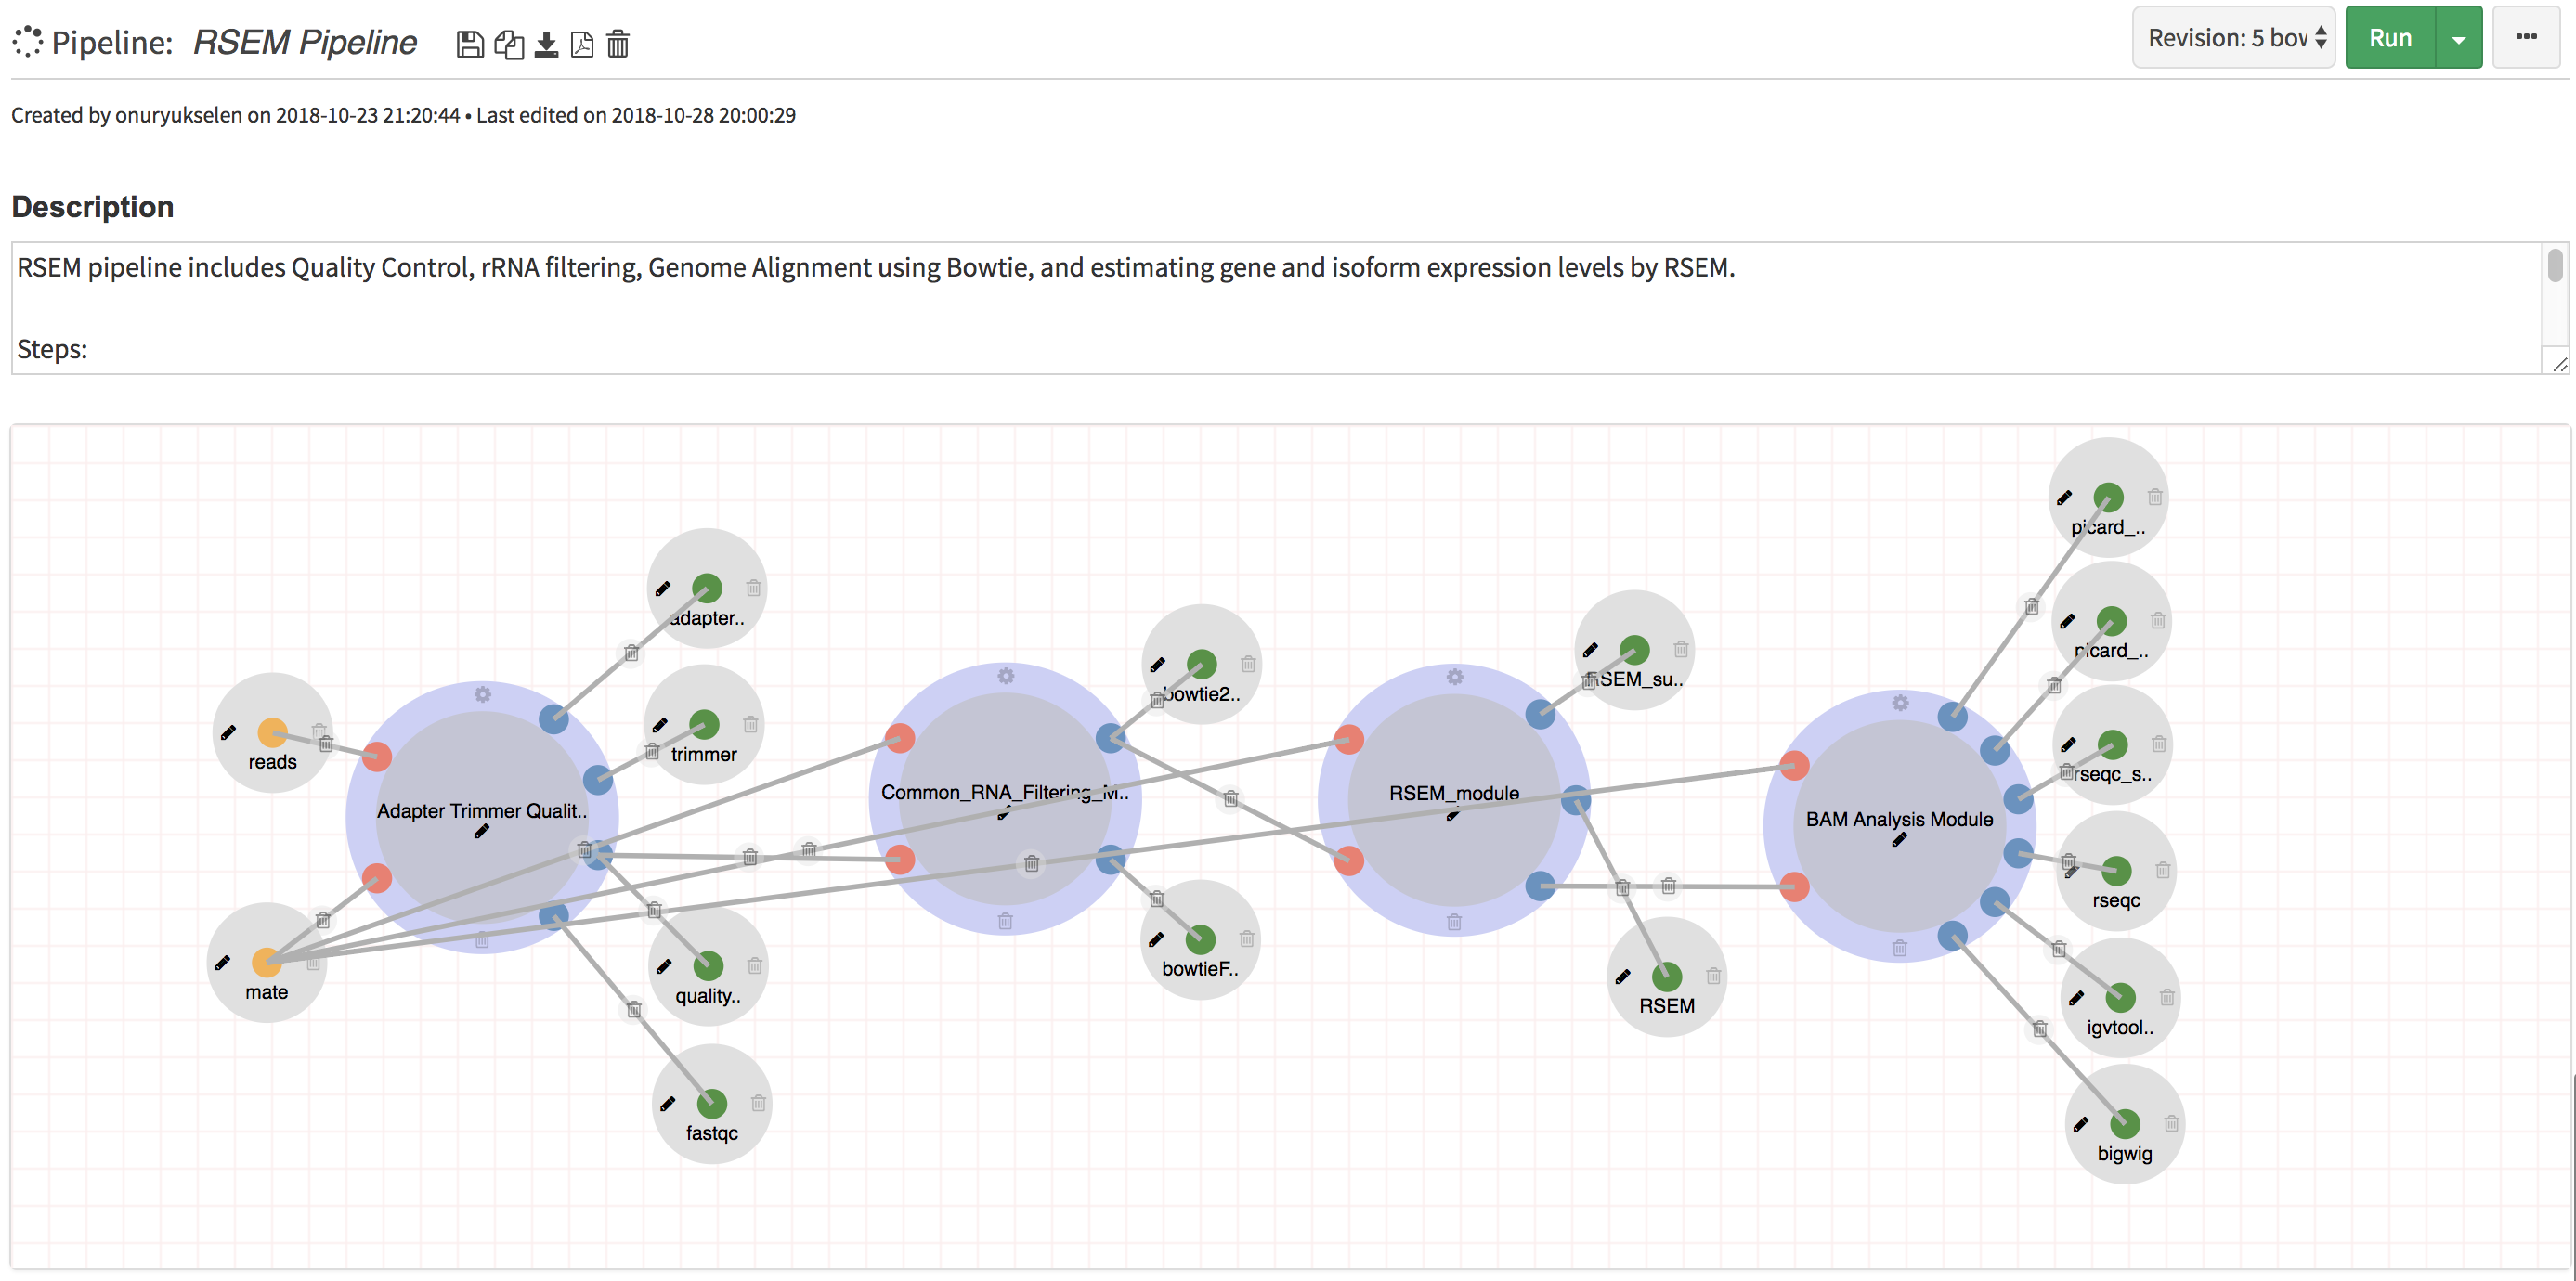 Pipeline: RSEM Pipeline
Revision: 5 bov
Run
Created by onuryukselen on 2018-10-23 21:20:44 • Last edited on 2018-10-28 20:00:29
Description
RSEM pipeline includes Quality Control, rRNA filtering, Genome Alignment using Bowtie, and estimating gene and isoform expression levels by RSEM.
Steps:
picard_..
adapter..
picard_..
RSEM_su..
bowtie2..
trimmer
reads
rseqc_s..
Common_RNA_Filtering_M..
RSEM_module
Adapter Trimmer Qualit..
BAM Analysis Module
rseqc
bowtieF..
mate
quality..
RSEM
igvtool..
fastqc
bigwig